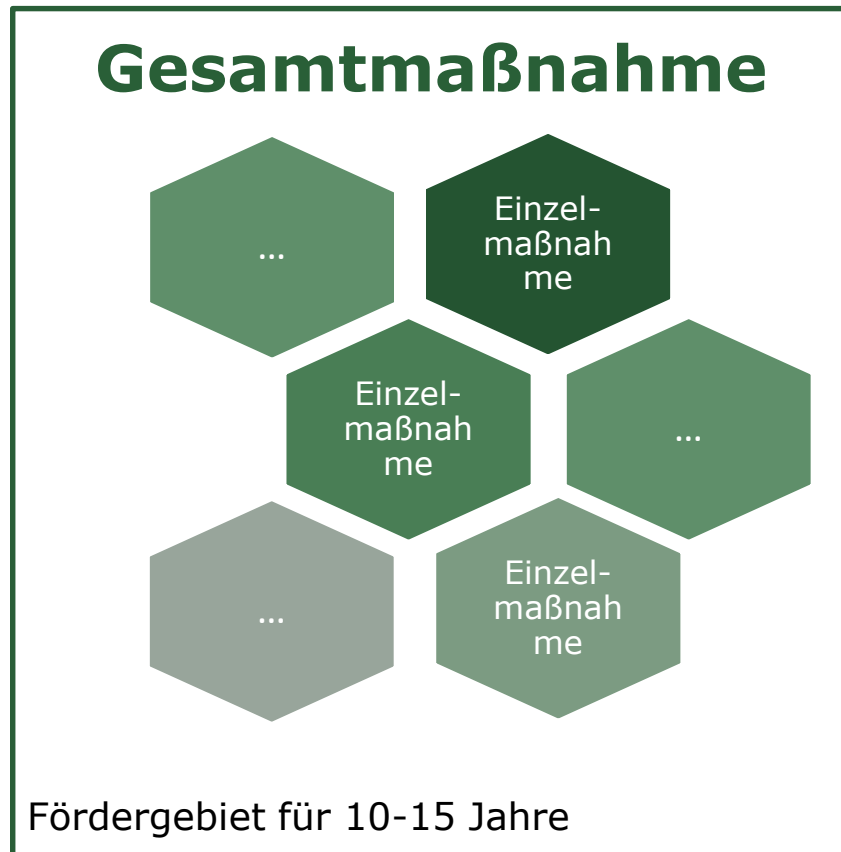 Gesamtmaßnahme
...
Einzel-
maßnah
me
Einzel-
maßnah
me
...
...
Einzel-
maßnah
me
Fördergebiet für 10-15 Jahre